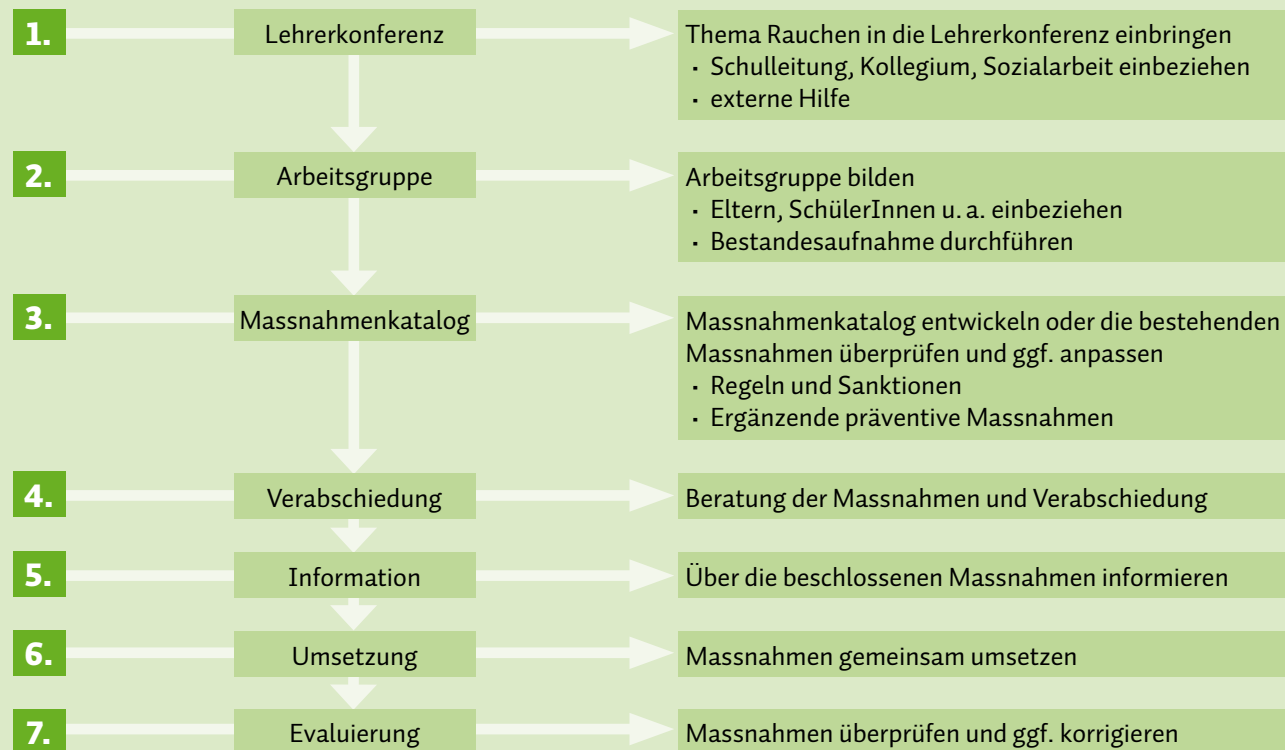 1.
Lehrerkonferenz
Thema Rauchen in die Lehrerkonferenz einbringen
· Schulleitung, Kollegium, Sozialarbeit einbeziehen
· externe Hilfe
2.
Arbeitsgruppe
Arbeitsgruppe bilden
· Eltern, SchülerInnen u. a. einbeziehen
· Bestandesaufnahme durchführen
3.
Massnahmenkatalog
Massnahmenkatalog entwickeln oder die bestehenden
Massnahmen überprüfen und ggf. anpassen
· Regeln und Sanktionen
· Ergänzende präventive Massnahmen
4.
Verabschiedung
Beratung der Massnahmen und Verabschiedung
5.
Information
Über die beschlossenen Massnahmen informieren
6.
Umsetzung
Massnahmen gemeinsam umsetzen
7.
Evaluierung
Massnahmen überprüfen und ggf. korrigieren